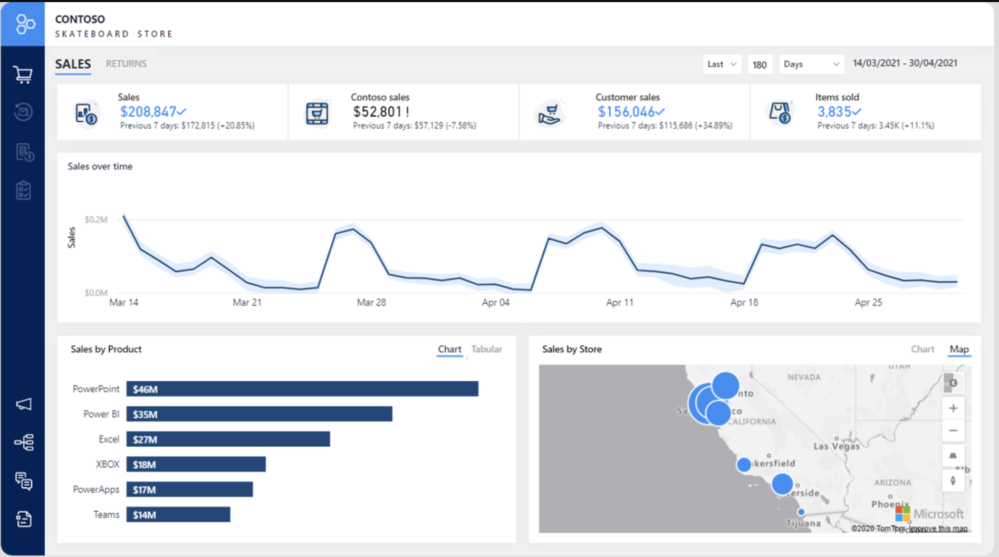 CONTOSO
SKATEBOARD STORE
SALES RETURNS
Last 180 Days 14/03/2021 - 30/04/2021
Sales
$208,847
Previous 7 days: $172,815 (+20.85%)
Contoso sales
$52,801 !
Previous 7 days: $57,129 (-7.58%)
Customer sales
$156,046
Previous 7 days: $115,686 (+34.89%)
Items sold
3,835
Previous 7 days: 3.45K (+11.1%)
Sales over time
Sales
$0.2M
$0.0M
Mar 14 Mar 21 Mar 28 Apr 04 Apr 11 Apr 18 Apr 25
Sales by Product
Chart Tabular
PowerPoint $46M
Power BI $35M
Excel $27M
XBOX $18M
PowerApps $17M
Teams $14M
Sales by Store
Chart Map
UTAH
NEVADA
nto
Sa co
CALIFORNIA
Las Vegas
kersfield
ARIZONA
erside
Phoenix
Microsoft
Tijuana
©2020 TomTom Improve this map